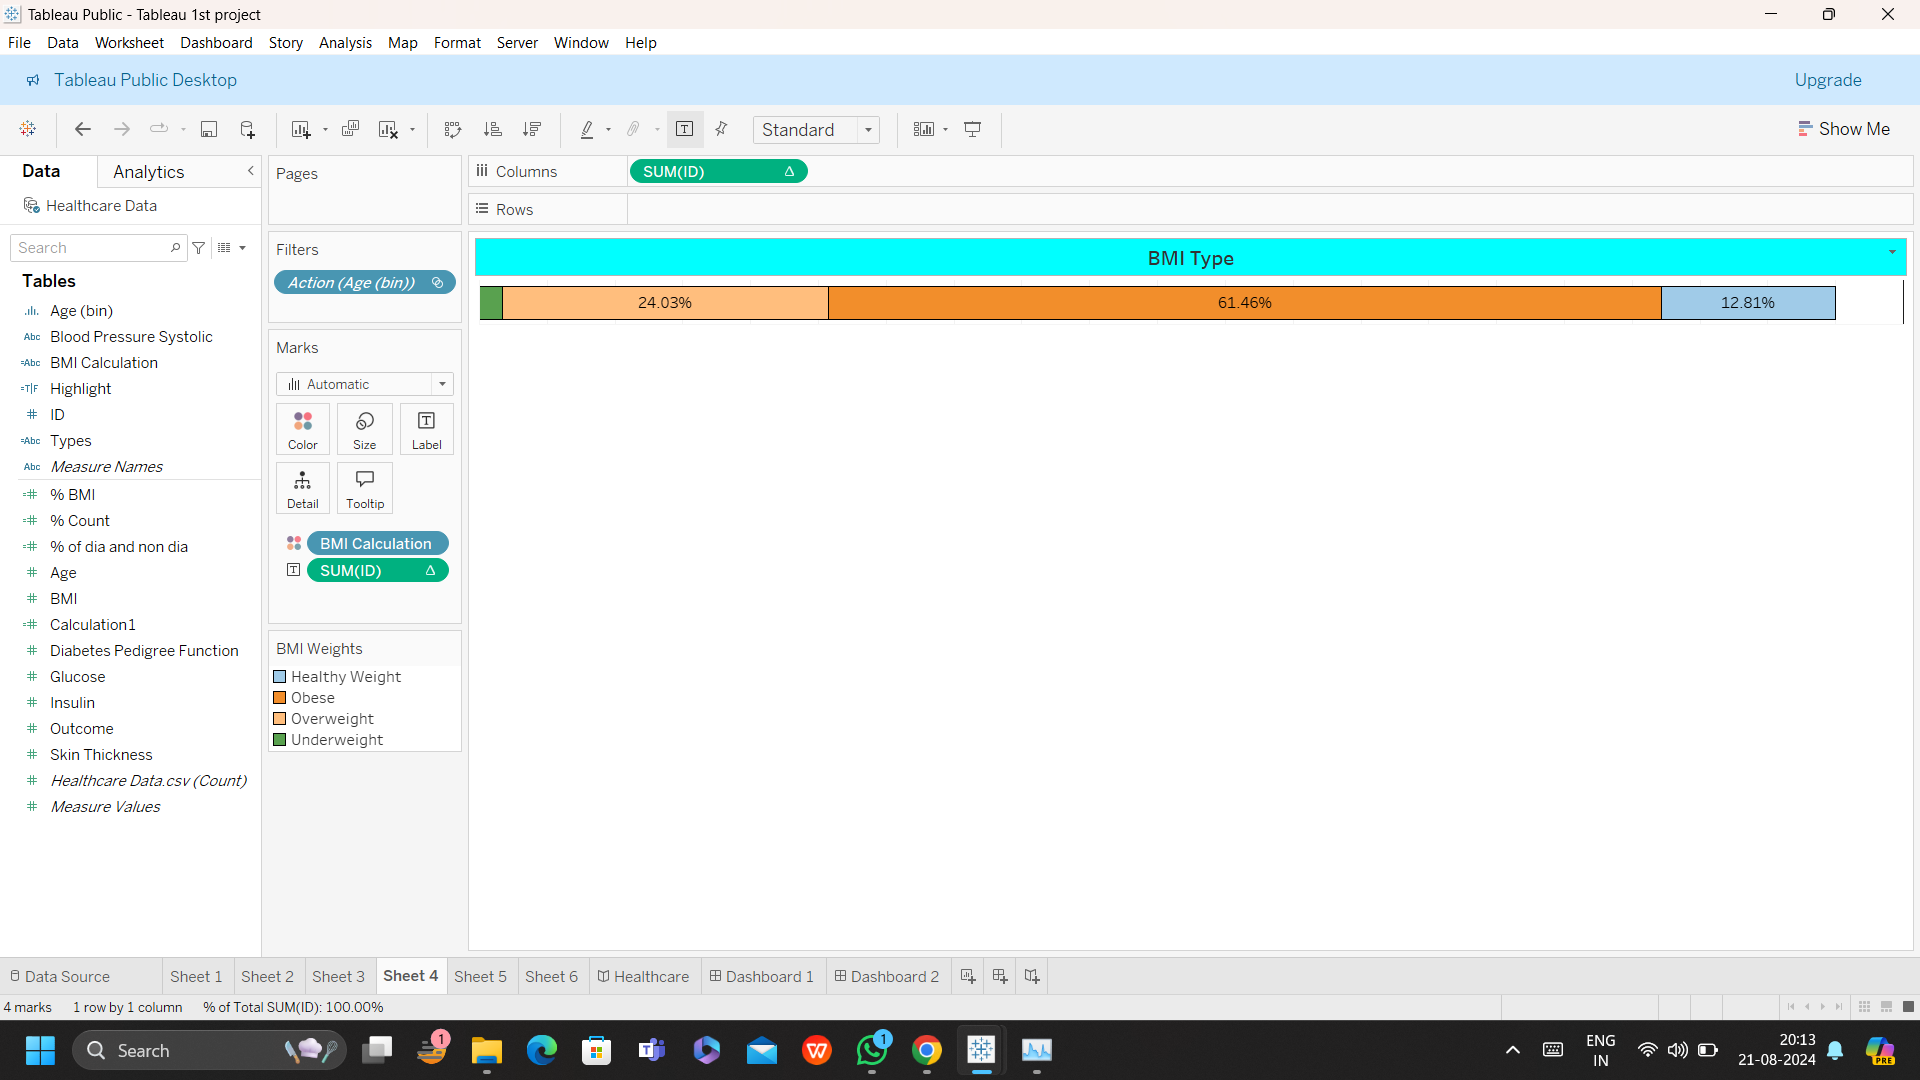 Tableau Public - Tableau 1st project
File Data Worksheet Dashboard Story Analysis Map Format Server Window Help
Tableau Public Desktop
Upgrade
Standard
Show Me
Data
Analytics
Healthcare Data
Search
Tables
Age (bin)
Abc Blood Pressure Systolic
=Abc BMI Calculation
=T|F Highlight
# ID
=Abc Types
Abc Measure Names
=# % BMI
=# % Count
=# % of dia and non dia
# Age
# BMI
=# Calculation1
# Diabetes Pedigree Function
# Glucose
# Insulin
# Outcome
# Skin Thickness
# Healthcare Data.csv (Count)
# Measure Values
Pages
Filters
Action (Age (bin))
Marks
Automatic
Color Size Label
Detail Tooltip
BMI Calculation
SUM(ID)
BMI Weights
Healthy Weight
Obese
Overweight
Underweight
Columns
SUM(ID)
Rows
BMI Type
24.03% 61.46% 12.81%
Data Source Sheet 1 Sheet 2 Sheet 3 Sheet 4 Sheet 5 Sheet 6 Healthcare Dashboard 1 Dashboard 2
4 marks 1 row by 1 column % of Total SUM(ID): 100.00%
Search
1
1
ENG
IN
20:13
21-08-2024
PRE